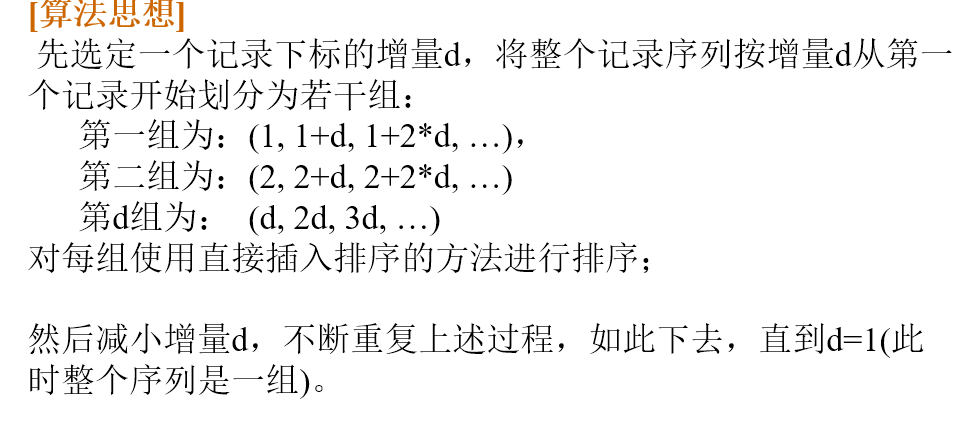 [算法思想]
先选定一个记录下标的增量d，将整个记录序列按增量d从第一
个记录开始划分为若干组：
第一组为：(1, 1+d, 1+2*d, …)，
第二组为：(2, 2+d, 2+2*d, …)
第d组为： (d, 2d, 3d, …)
对每组使用直接插入排序的方法进行排序；
然后减小增量d，不断重复上述过程，如此下去，直到d=1(此
时整个序列是一组)。